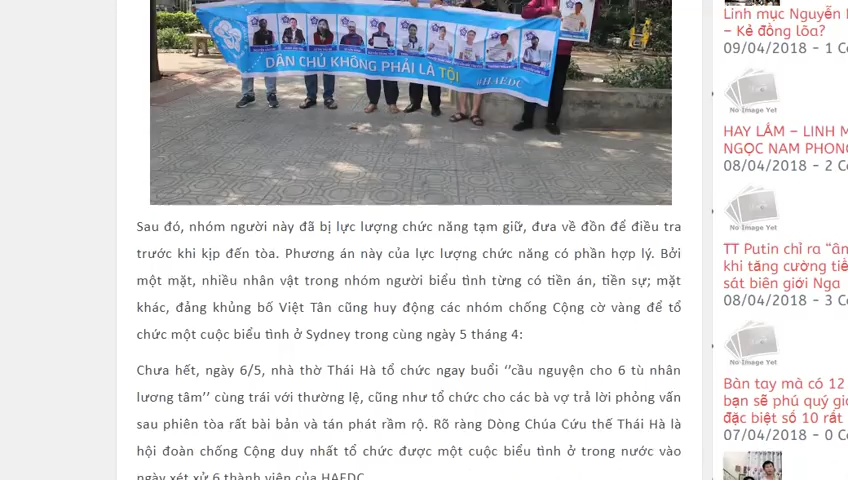 DÂN CHỦ KHÔNG PHẢI LÀ TỘI
#HAEDC
Sau đó, nhóm người này đã bị lực lượng chức năng tạm giữ, đưa về đồn để điều tra
trước khi kịp đến tòa. Phương án này của lực lượng chức năng có phần hợp lý. Bởi
một mặt, nhiều nhân vật trong nhóm người biểu tình từng có tiền án, tiền sự; mặt
khác, đảng khủng bố Việt Tân cũng huy động các nhóm chống Cộng cờ vàng để tổ
chức một cuộc biểu tình ở Sydney trong cùng ngày 5 tháng 4:
Chưa hết, ngày 6/5, nhà thờ Thái Hà tổ chức ngay buổi ‘’cầu nguyện cho 6 tù nhân
lương tâm’’ cùng trái với thường lệ, cũng như tổ chức cho các bà vợ trả lời phỏng vấn
sau phiên tòa rất bài bản và tán phát rầm rộ. Rõ ràng Dòng Chúa Cứu thế Thái Hà là
hội đoàn chống Cộng duy nhất tổ chức được một cuộc biểu tình ở trong nước vào
ngày xét xử 6 thành viên của HAEDC
Linh mục Nguyễn
– Kẻ đồng lõa?
09/04/2018 - 1 C
No Image Yet
HAY LẮM – LINH M
NGỌC NAM PHONG
08/04/2018 - 2 C
No Image Yet
TT Putin chỉ ra “ân
khi tăng cường tiề
sát biên giới Nga
08/04/2018 - 3 C
No Image Yet
Bàn tay mà có 12
bạn sẽ phú quý gi
đặc biệt số 10 rất
07/04/2018 - 0 C